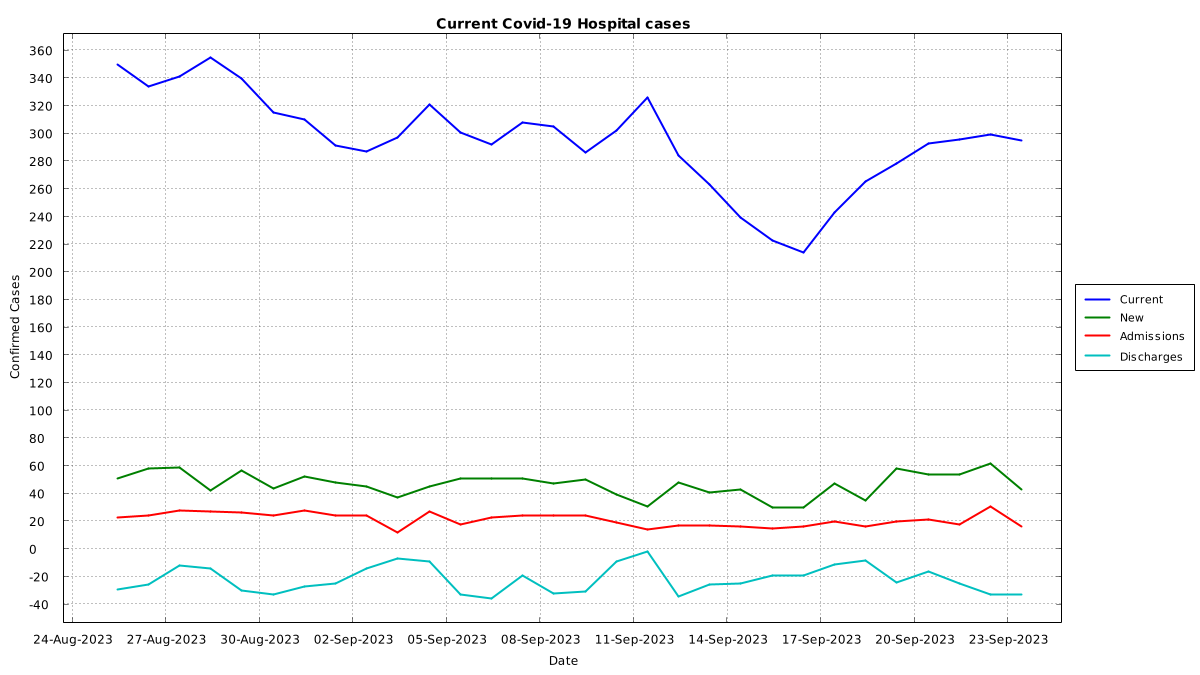 Current Covid-19 Hospital cases
360
340
320
300
280
260
240
220
200
180
160
140
120
100
80
60
40
20
0
-20
-40
Confirmed Cases
24-Aug-2023 27-Aug-2023 30-Aug-2023 02-Sep-2023 05-Sep-2023 08-Sep-2023 11-Sep-2023 14-Sep-2023 17-Sep-2023 20-Sep-2023 23-Sep-2023
Date
Current
New
Admissions
Discharges